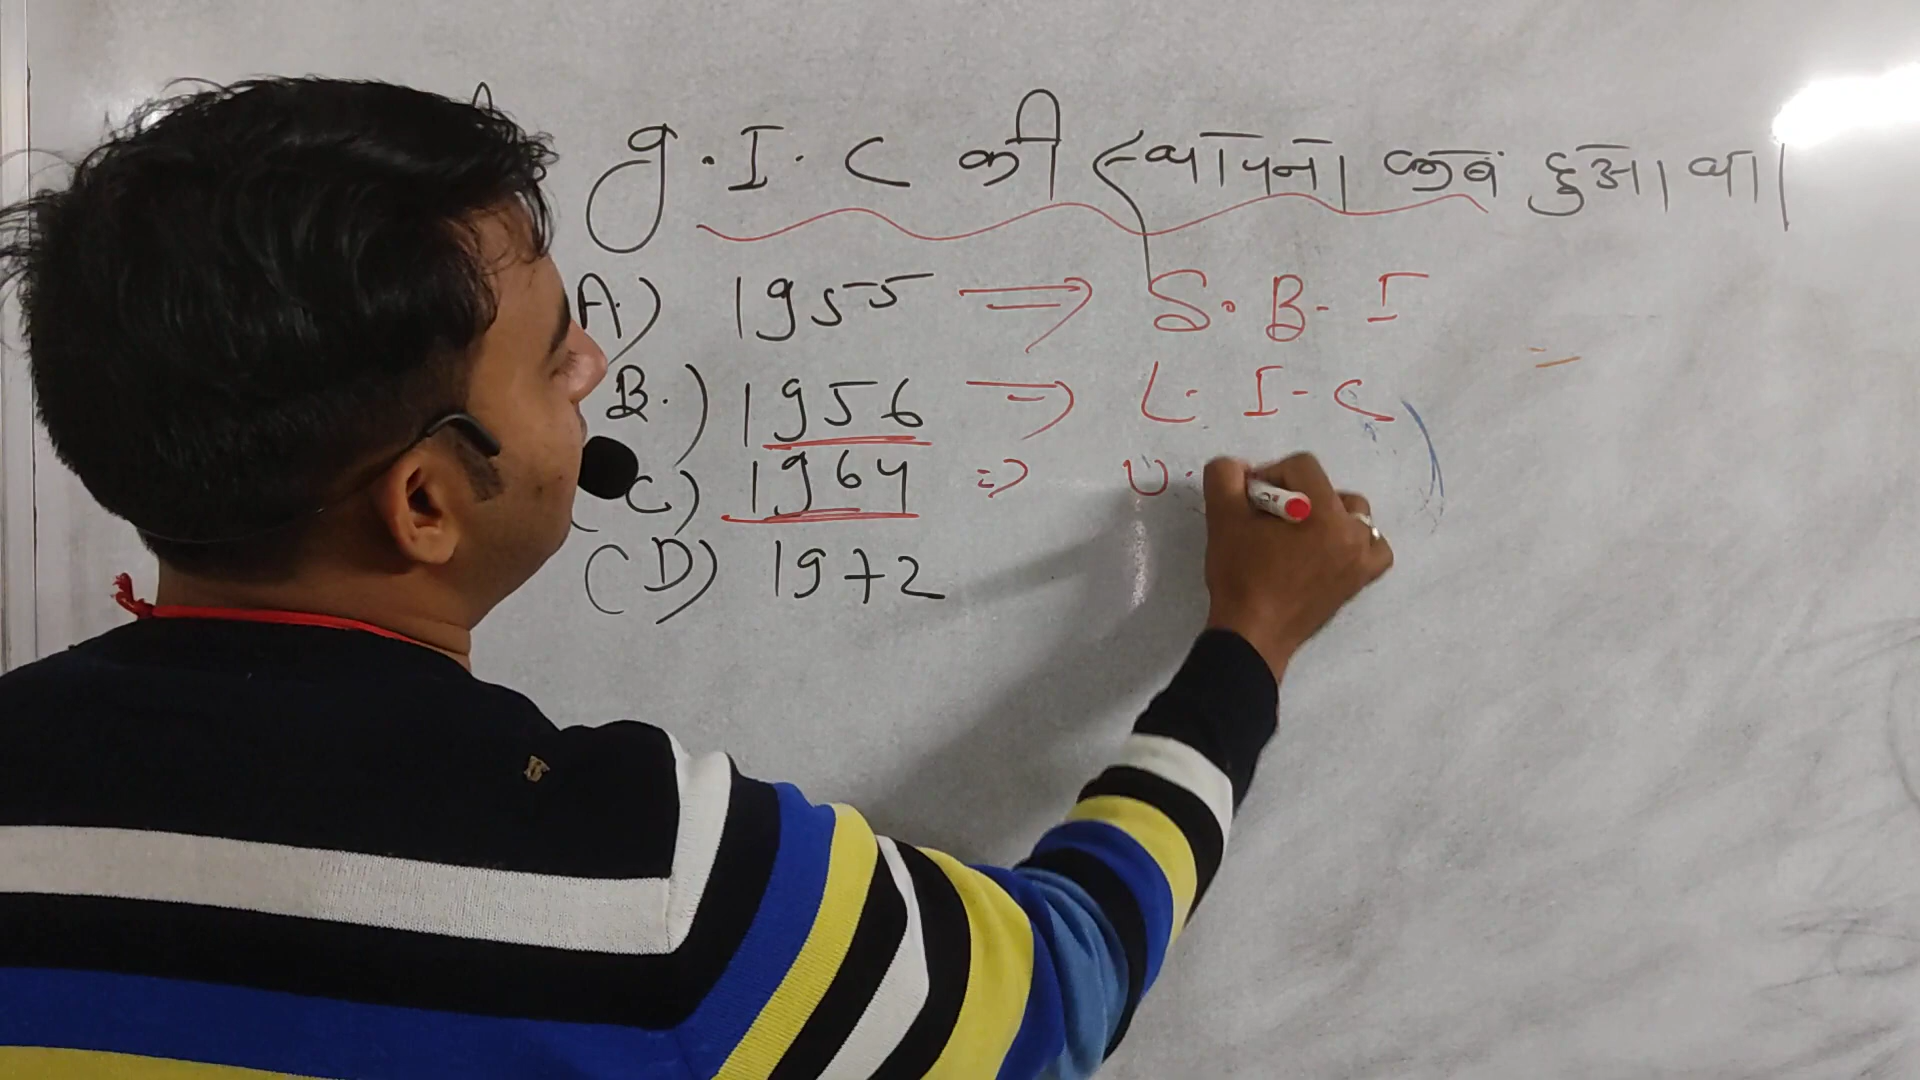 G.I.C की स्थापना कब हुआ था।
A.) 1955 ⇒ S.B.I
B.) 1956 ⇒ L.I.C
(C) 1964 ⇒ U.
(D) 1972